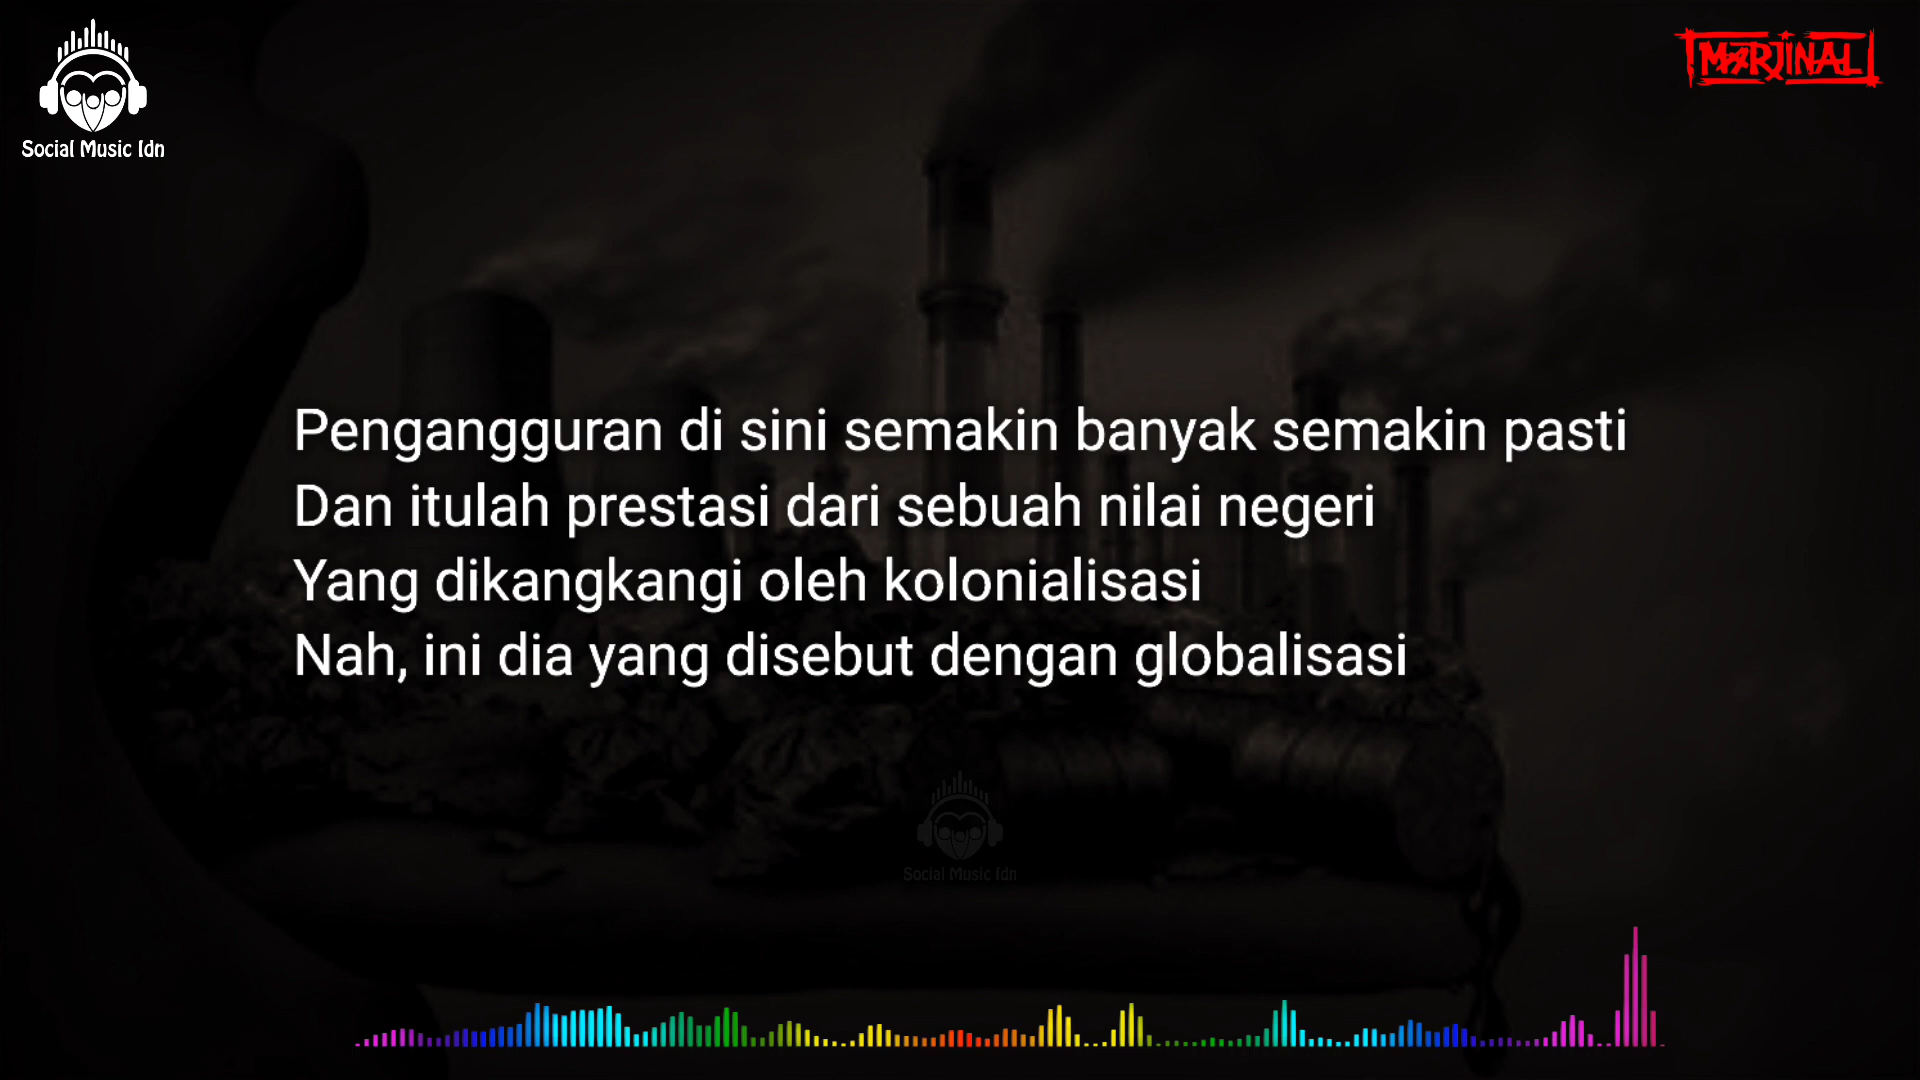 Social Music Idn
MARJINAL
Pengangguran di sini semakin banyak semakin pasti
Dan itulah prestasi dari sebuah nilai negeri
Yang dikangkangi oleh kolonialisasi
Nah, ini dia yang disebut dengan globalisasi
Social Music Idn